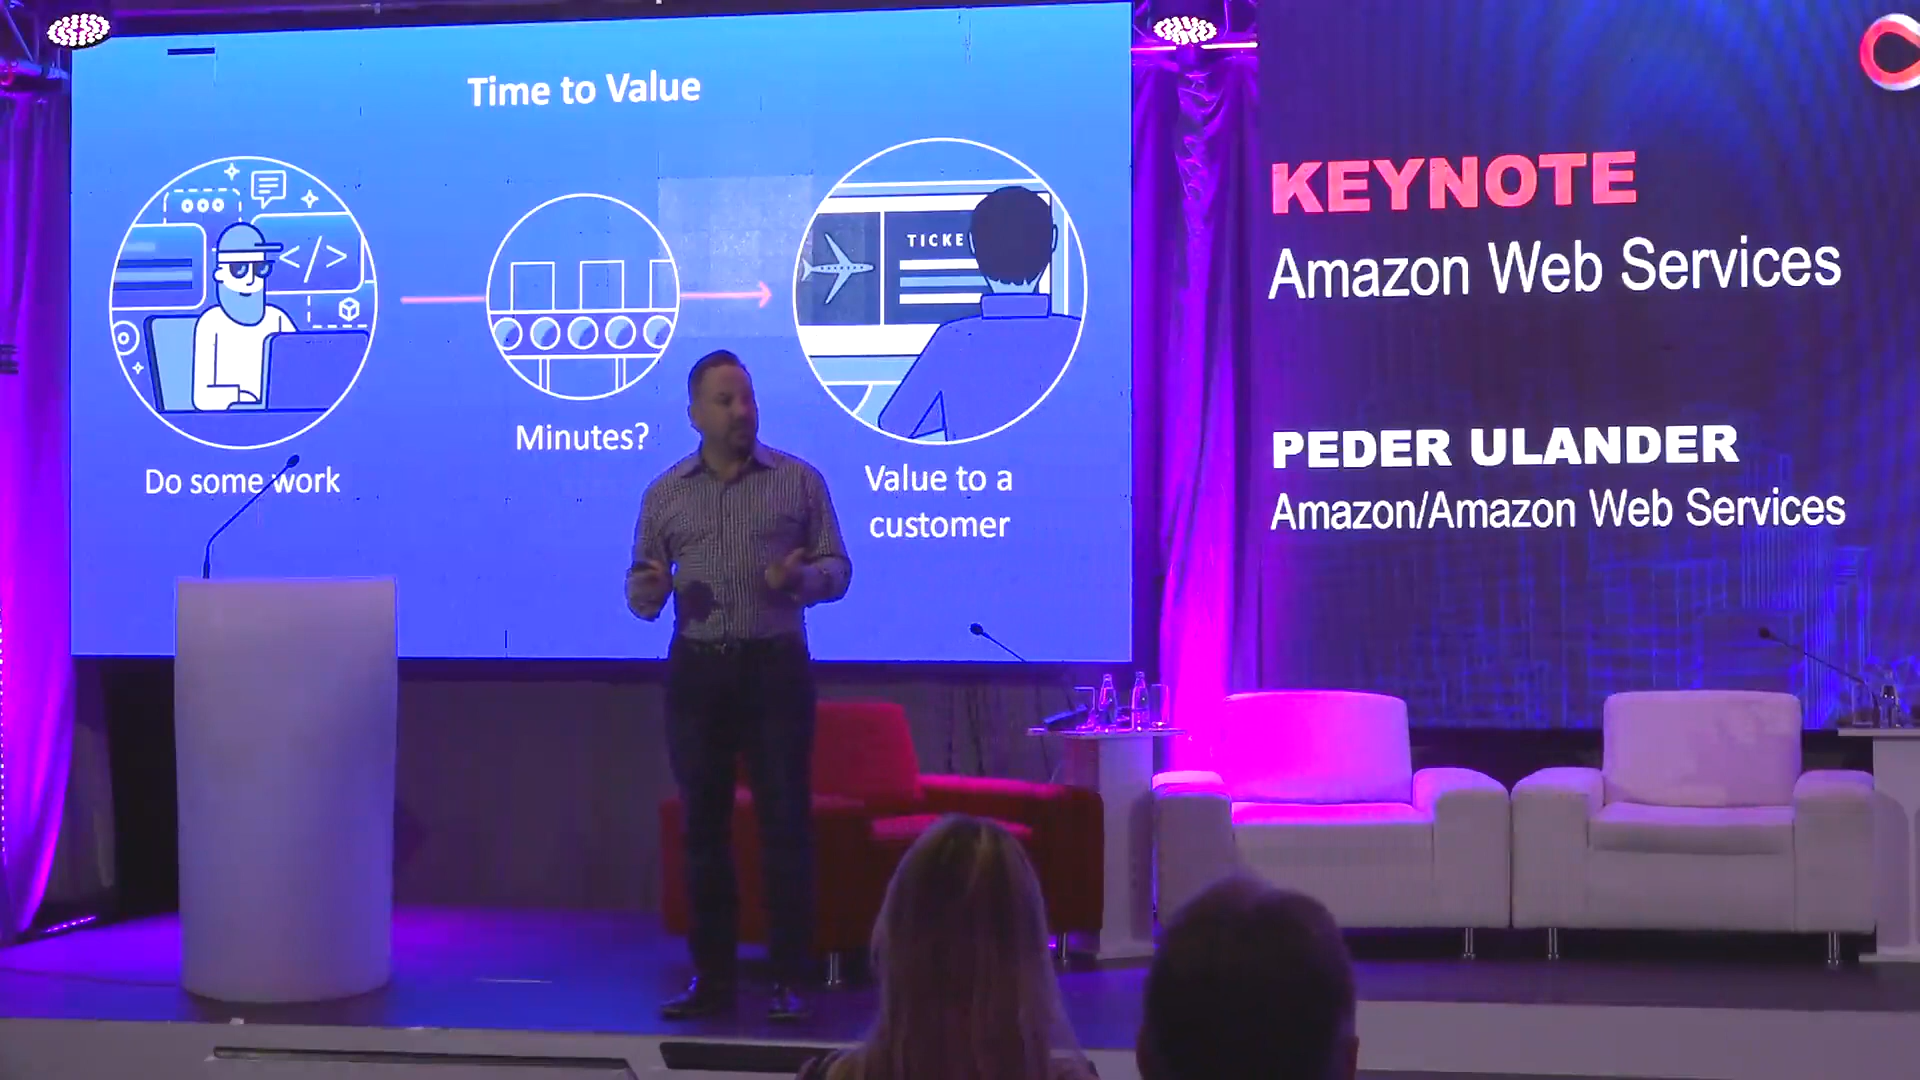 Time to Value
</>
TICKE
Minutes?
Do some work
Value to a
customer
KEYNOTE
Amazon Web Services
PEDER ULANDER
Amazon/Amazon Web Services